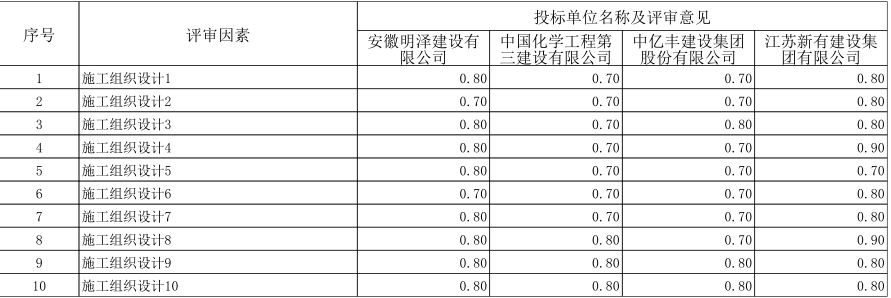 序号 评审因素 投标单位名称及评审意见
安徽明泽建设有限公司 中国化学工程第三建设有限公司 中亿丰建设集团股份有限公司 江苏新有建设集团有限公司
1 施工组织设计1 0.80 0.70 0.70 0.80
2 施工组织设计2 0.70 0.70 0.70 0.80
3 施工组织设计3 0.80 0.70 0.80 0.80
4 施工组织设计4 0.80 0.70 0.70 0.90
5 施工组织设计5 0.80 0.70 0.70 0.70
6 施工组织设计6 0.70 0.70 0.70 0.80
7 施工组织设计7 0.80 0.70 0.70 0.80
8 施工组织设计8 0.80 0.80 0.70 0.90
9 施工组织设计9 0.80 0.80 0.80 0.80
10 施工组织设计10 0.80 0.80 0.80 0.80